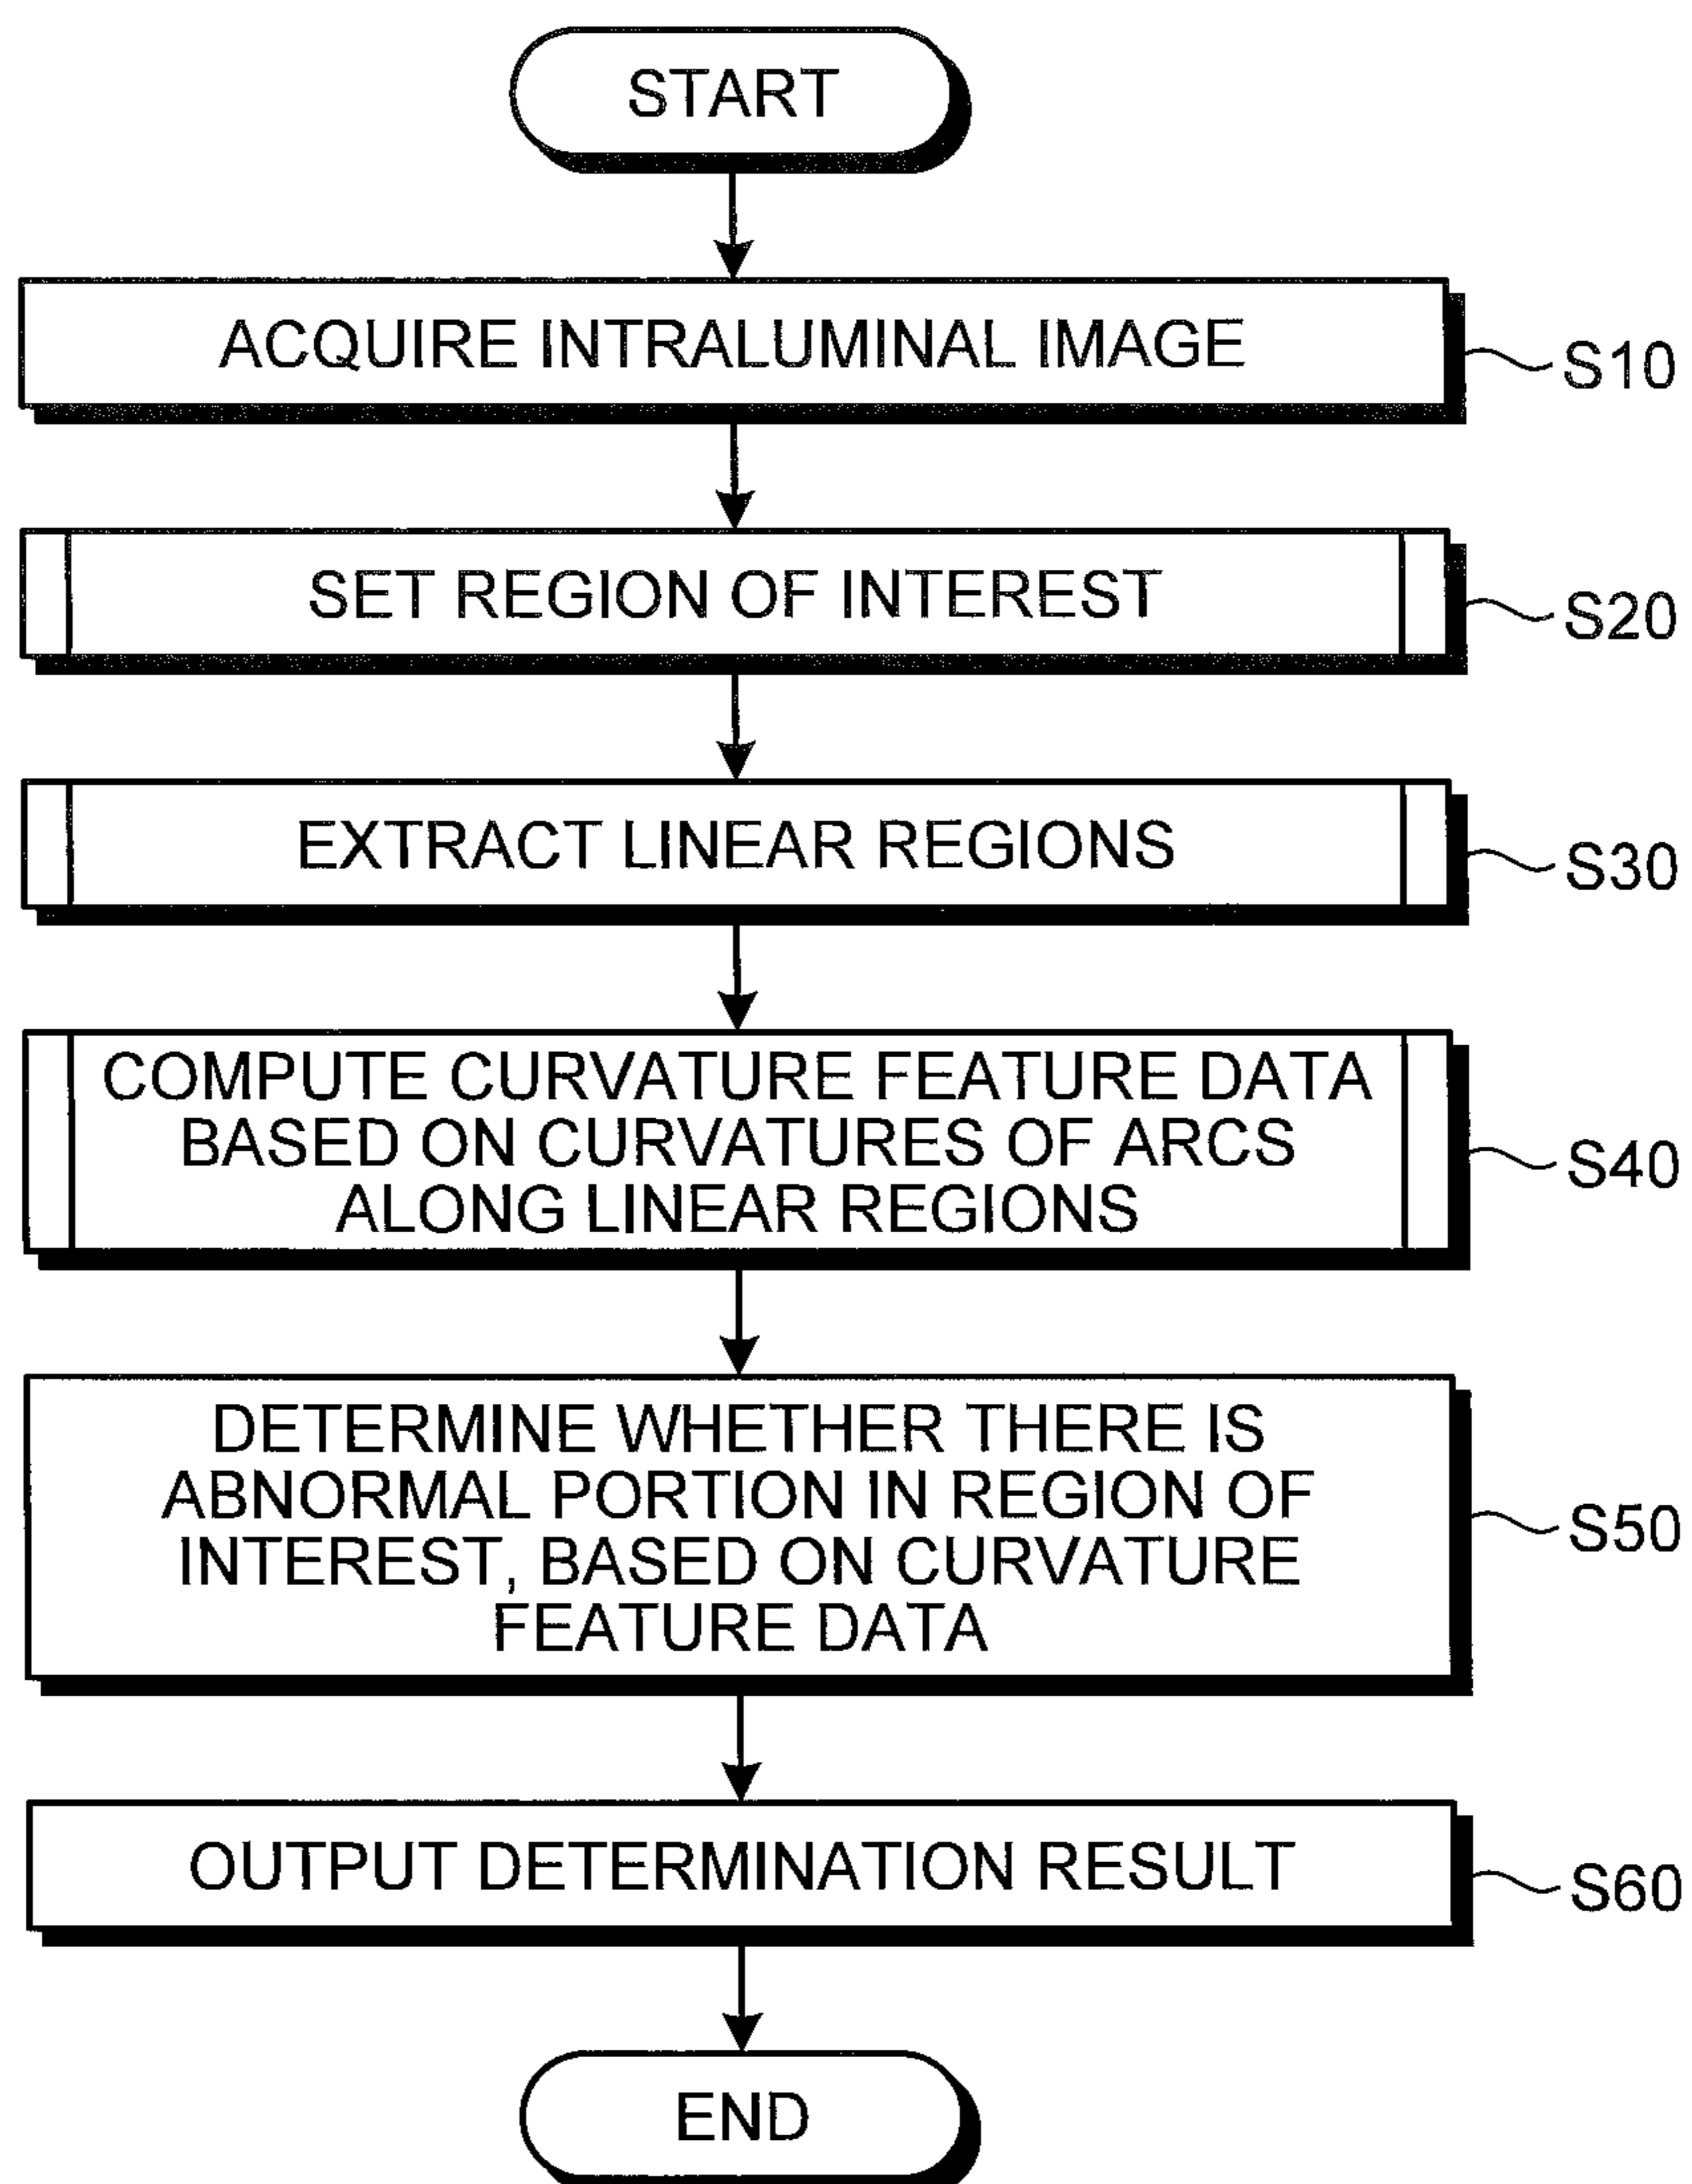 START
ACQUIRE INTRALUMINAL IMAGE
S10
SET REGION OF INTEREST
S20
EXTRACT LINEAR REGIONS
S30
COMPUTE CURVATURE FEATURE DATA
BASED ON CURVATURES OF ARCS
ALONG LINEAR REGIONS
S40
DETERMINE WHETHER THERE IS
ABNORMAL PORTION IN REGION OF
INTEREST, BASED ON CURVATURE
FEATURE DATA
S50
OUTPUT DETERMINATION RESULT
S60
END